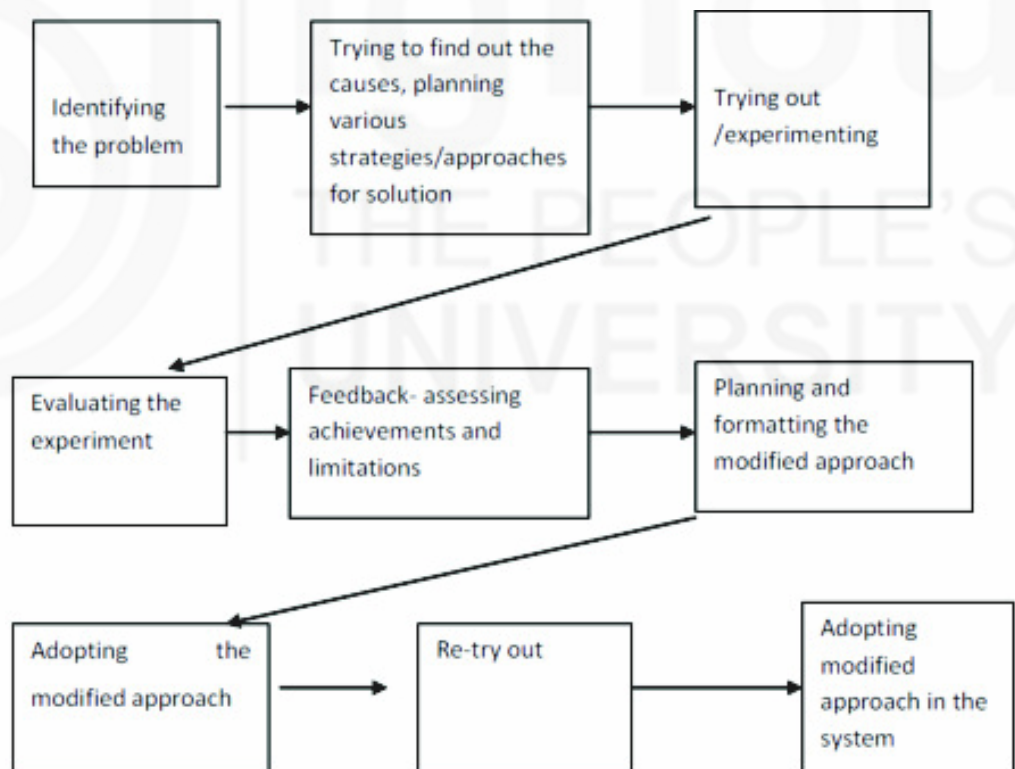 Identifying
the problem
Trying to find out the
causes, planning
various
strategies/approaches
for solution
Trying out
/experimenting
Evaluating the
experiment
Feedback- assessing
achievements and
limitations
Planning and
formatting the
modified approach
Adopting the
modified approach
Re-try out
Adopting
modified
approach in the
system
ignou
THE PEOPLE'S
UNIVERSITY